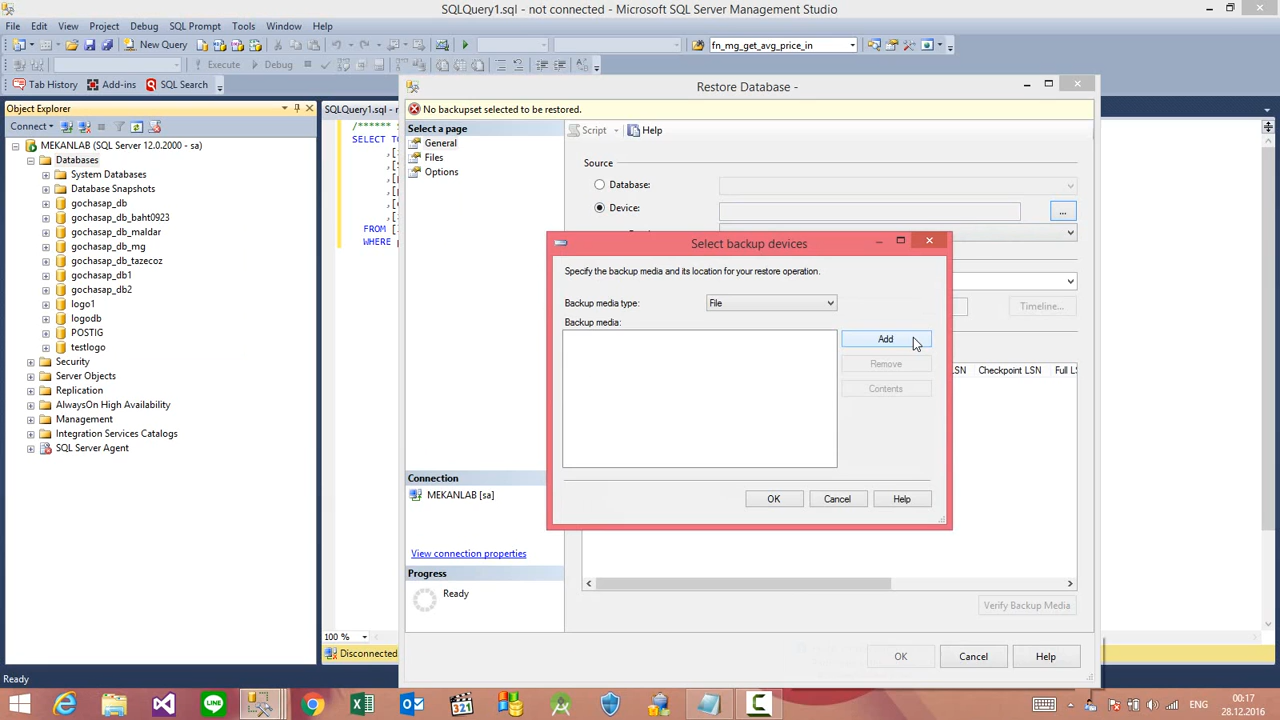 SQLQuery1.sql - not connected - Microsoft SQL Server Management Studio
File Edit View Project Debug SQL Prompt Tools Window Help
New Query fn_mg_get_avg_price_in
Execute Debug
Tab History Add-ins SQL Search
Object Explorer
Connect
MEKANLAB (SQL Server 12.0.2000 - sa)
Databases
System Databases
Database Snapshots
gochasap_db
gochasap_db_baht0923
gochasap_db_maldar
gochasap_db_mg
gochasap_db_tazecoz
gochasap_db1
gochasap_db2
logo1
logodb
POSTIG
testlogo
Security
Server Objects
Replication
AlwaysOn High Availability
Management
Integration Services Catalogs
SQL Server Agent
SQLQuery1.sql
/****** S
SELECT TO
FROM [
WHERE
100 %
Disconnected
Restore Database -
No backupset selected to be restored.
Select a page
General
Files
Options
Script Help
Source
Database:
Device:
...
Timeline...
LSN Checkpoint LSN Full L
Select backup devices
Specify the backup media and its location for your restore operation.
Backup media type: File
Backup media:
Add
Remove
Contents
OK Cancel Help
Connection
MEKANLAB [sa]
View connection properties
Progress
Ready
Verify Backup Media
OK Cancel Help
Ready
LINE
321
ENG
00:17
28.12.2016